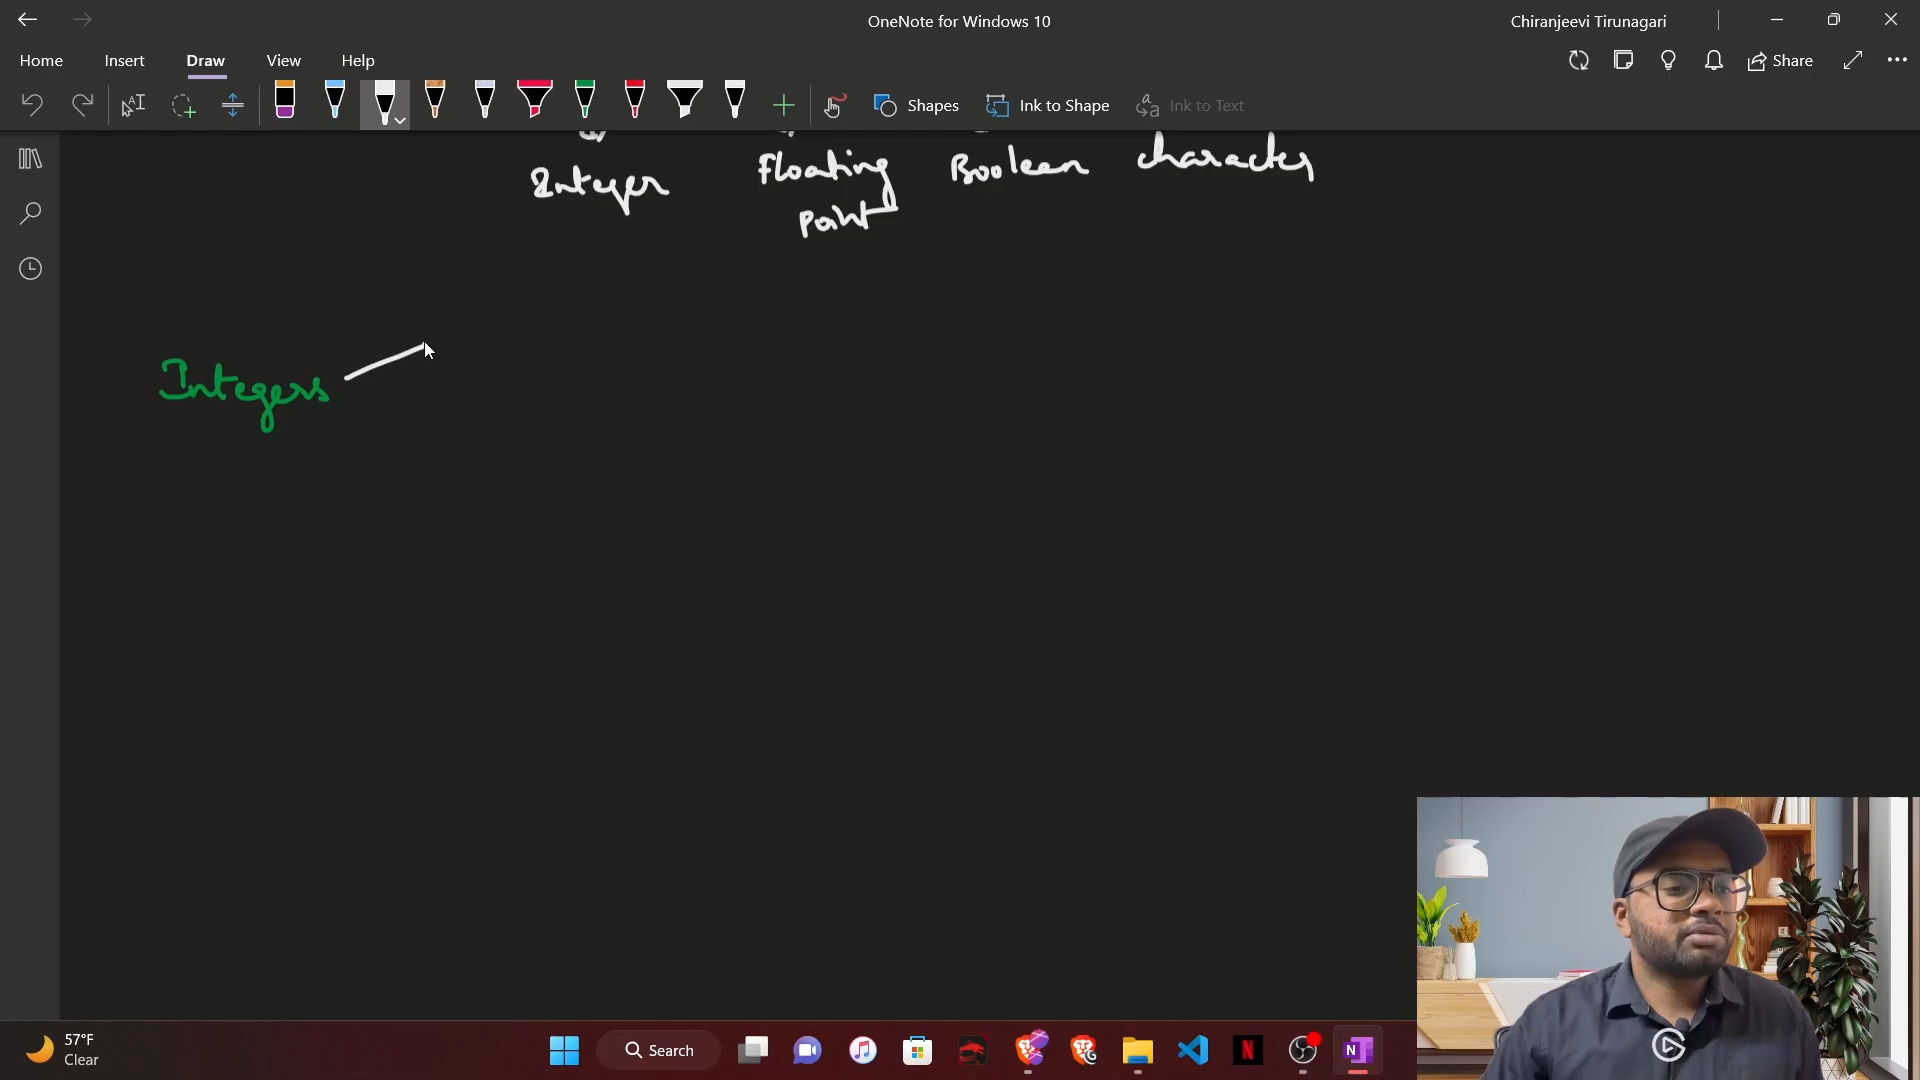 OneNote for Windows 10
Chiranjeevi Tirunagari
Home Insert Draw View Help
Share
Shapes Ink to Shape Ink to Text
Integer Floating Boolean character
Point
Integers
57°F
Clear
Search